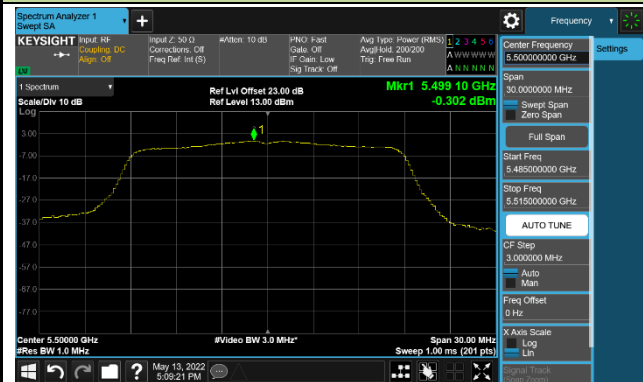 Spectrum Analyzer 1
Swept SA
+
Frequency
KEYSIGHT
Input: RF
Coupling: DC
Align: Off
Input Z: 50 Ω
Corrections: Off
Freq Ref: Int (S)
#Atten: 10 dB
PNO: Fast
Gate: Off
IF Gain: Low
Sig Track: Off
Avg Type: Power (RMS)
Avg|Hold: 200/200
Trig: Free Run
1 2 3 4 5 6
A W W W W W
A N N N N N
LXI
1 Spectrum
Scale/Div 10 dB
Ref Lvl Offset 23.00 dB
Ref Level 13.00 dBm
Mkr1 5.499 10 GHz
-0.302 dBm
Log
1
3.00
-7.00
-17.0
-27.0
-37.0
-47.0
-57.0
-67.0
-77.0
Center 5.50000 GHz
#Video BW 3.0 MHz*
Span 30.00 MHz
#Res BW 1.0 MHz
Sweep 1.00 ms (201 pts)
Settings
Center Frequency
5.500000000 GHz
Span
30.0000000 MHz
Swept Span
Zero Span
Full Span
Start Freq
5.485000000 GHz
Stop Freq
5.515000000 GHz
AUTO TUNE
CF Step
3.000000 MHz
Auto
Man
Freq Offset
0 Hz
X Axis Scale
Log
Lin
Signal Track
(Span Zoom)
May 13, 2022
5:09:21 PM
?